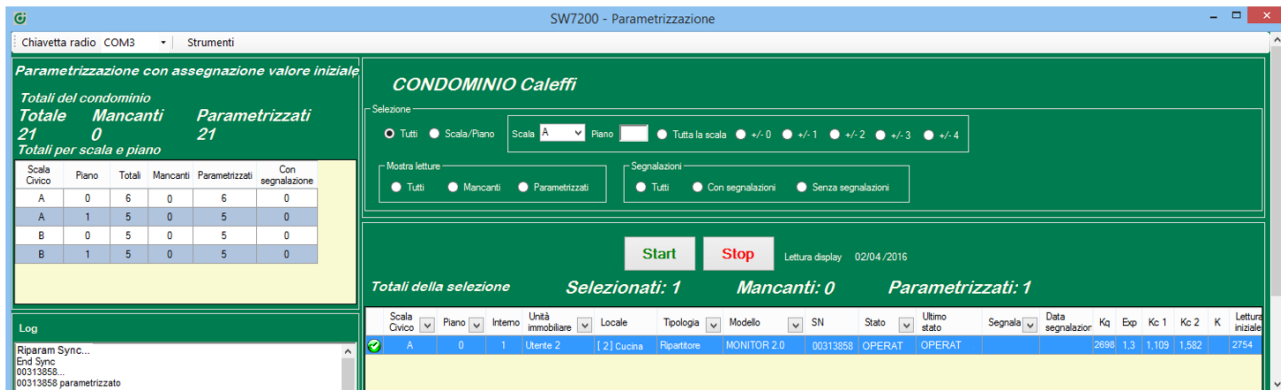 SW7200 - Parametrizzazione
Chiavetta radio COM3 Strumenti
Parametrizzazione con assegnazione valore iniziale
Totali del condominio
Totale Mancanti Parametrizzati
21 0 21
Totali per scala e piano
Scala Civico Piano Totali Mancanti Parametrizzati Con segnalazione
A 0 6 0 6 0
A 1 5 0 5 0
B 0 5 0 5 0
B 1 5 0 5 0
Log
Riparam Sync...
End Sync
00313858...
00313858 parametrizzato
CONDOMINIO Caleffi
Selezione
Tutti Scala/Piano Scala A Piano Tutta la scala +/- 0 +/- 1 +/- 2 +/- 3 +/- 4
Mostra letture
Tutti Mancanti Parametrizzati
Segnalazioni
Tutti Con segnalazioni Senza segnalazioni
Start Stop Lettura display 02/04/2016
Totali della selezione Selezionati: 1 Mancanti: 0 Parametrizzati: 1
Scala Civico Piano Interno Unità immobiliare Locale Tipologia Modello SN Stato Ultimo stato Segnala Data segnalazior Kq Exp Kc 1 Kc 2 K Lettura iniziale
A 0 1 Utente 2 [ 2] Cucina Ripartitore MONITOR 2.0 00313858 OPERAT OPERAT 2698 1,3 1,109 1,582 2754